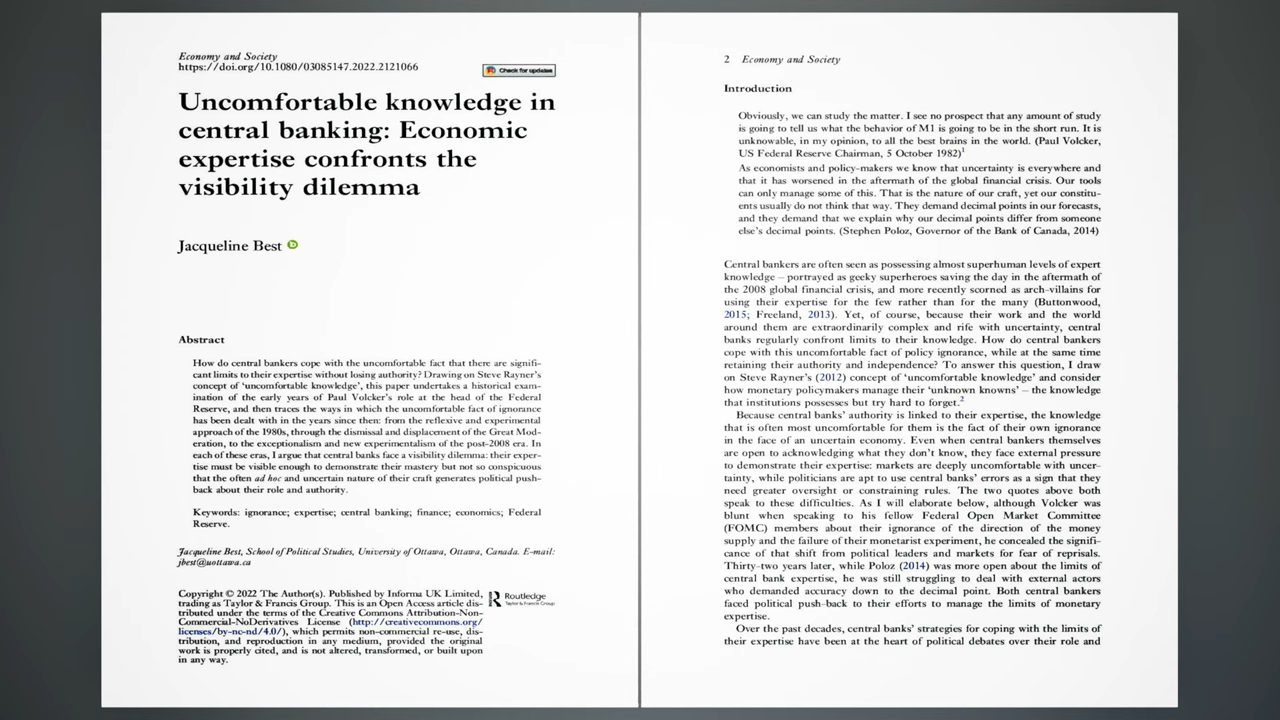 Economy and Society
https://doi.org/10.1080/03085147.2022.2121066
Check for updates
Uncomfortable knowledge in
central banking: Economic
expertise confronts the
visibility dilemma
Jacqueline Best
Abstract
How do central bankers cope with the uncomfortable fact that there are signifi-
cant limits to their expertise without losing authority? Drawing on Steve Rayner's
concept of 'uncomfortable knowledge', this paper undertakes a historical exam-
ination of the early years of Paul Volcker's role at the head of the Federal
Reserve, and then traces the ways in which the uncomfortable fact of ignorance
has been dealt with in the years since then: from the reflexive and experimental
approach of the 1980s, through the dismissal and displacement of the Great Mod-
eration, to the exceptionalism and new experimentalism of the post-2008 era. In
each of these eras, I argue that central banks face a visibility dilemma: their exper-
tise must be visible enough to demonstrate their mastery but not so conspicuous
that the often ad hoc and uncertain nature of their craft generates political push-
back about their role and authority.
Keywords: ignorance; expertise; central banking; finance; economics; Federal
Reserve.
Jacqueline Best, School of Political Studies, University of Ottawa, Ottawa, Canada. E-mail:
jbest@uottawa.ca
Copyright © 2022 The Author(s). Published by Informa UK Limited,
trading as Taylor & Francis Group. This is an Open Access article dis-
tributed under the terms of the Creative Commons Attribution-Non-
Commercial-NoDerivatives License (http://creativecommons.org/
licenses/by-nc-nd/4.0/), which permits non-commercial re-use, dis-
tribution, and reproduction in any medium, provided the original
work is properly cited, and is not altered, transformed, or built upon
in any way.
Routledge
Taylor & Francis Group
2 Economy and Society
Introduction
Obviously, we can study the matter. I see no prospect that any amount of study
is going to tell us what the behavior of M1 is going to be in the short run. It is
unknowable, in my opinion, to all the best brains in the world. (Paul Volcker,
US Federal Reserve Chairman, 5 October 1982)1
As economists and policy-makers we know that uncertainty is everywhere and
that it has worsened in the aftermath of the global financial crisis. Our tools
can only manage some of this. That is the nature of our craft, yet our constitu-
ents usually do not think that way. They demand decimal points in our forecasts,
and they demand that we explain why our decimal points differ from someone
else's decimal points. (Stephen Poloz, Governor of the Bank of Canada, 2014)
Central bankers are often seen as possessing almost superhuman levels of expert
knowledge – portrayed as geeky superheroes saving the day in the aftermath of
the 2008 global financial crisis, and more recently scorned as arch-villains for
using their expertise for the few rather than for the many (Buttonwood,
2015; Freeland, 2013). Yet, of course, because their work and the world
around them are extraordinarily complex and rife with uncertainty, central
banks regularly confront limits to their knowledge. How do central bankers
cope with this uncomfortable fact of policy ignorance, while at the same time
retaining their authority and independence? To answer this question, I draw
on Steve Rayner's (2012) concept of 'uncomfortable knowledge' and consider
how monetary policymakers manage their 'unknown knowns' – the knowledge
that institutions possesses but try hard to forget.2
Because central banks' authority is linked to their expertise, the knowledge
that is often most uncomfortable for them is the fact of their own ignorance
in the face of an uncertain economy. Even when central bankers themselves
are open to acknowledging what they don't know, they face external pressure
to demonstrate their expertise: markets are deeply uncomfortable with uncer-
tainty, while politicians are apt to use central banks' errors as a sign that they
need greater oversight or constraining rules. The two quotes above both
speak to these difficulties. As I will elaborate below, although Volcker was
blunt when speaking to his fellow Federal Open Market Committee
(FOMC) members about their ignorance of the direction of the money
supply and the failure of their monetarist experiment, he concealed the signifi-
cance of that shift from political leaders and markets for fear of reprisals.
Thirty-two years later, while Poloz (2014) was more open about the limits of
central bank expertise, he was still struggling to deal with external actors
who demanded accuracy down to the decimal point. Both central bankers
faced political push-back to their efforts to manage the limits of monetary
expertise.
Over the past decades, central banks' strategies for coping with the limits of
their expertise have been at the heart of political debates over their role and